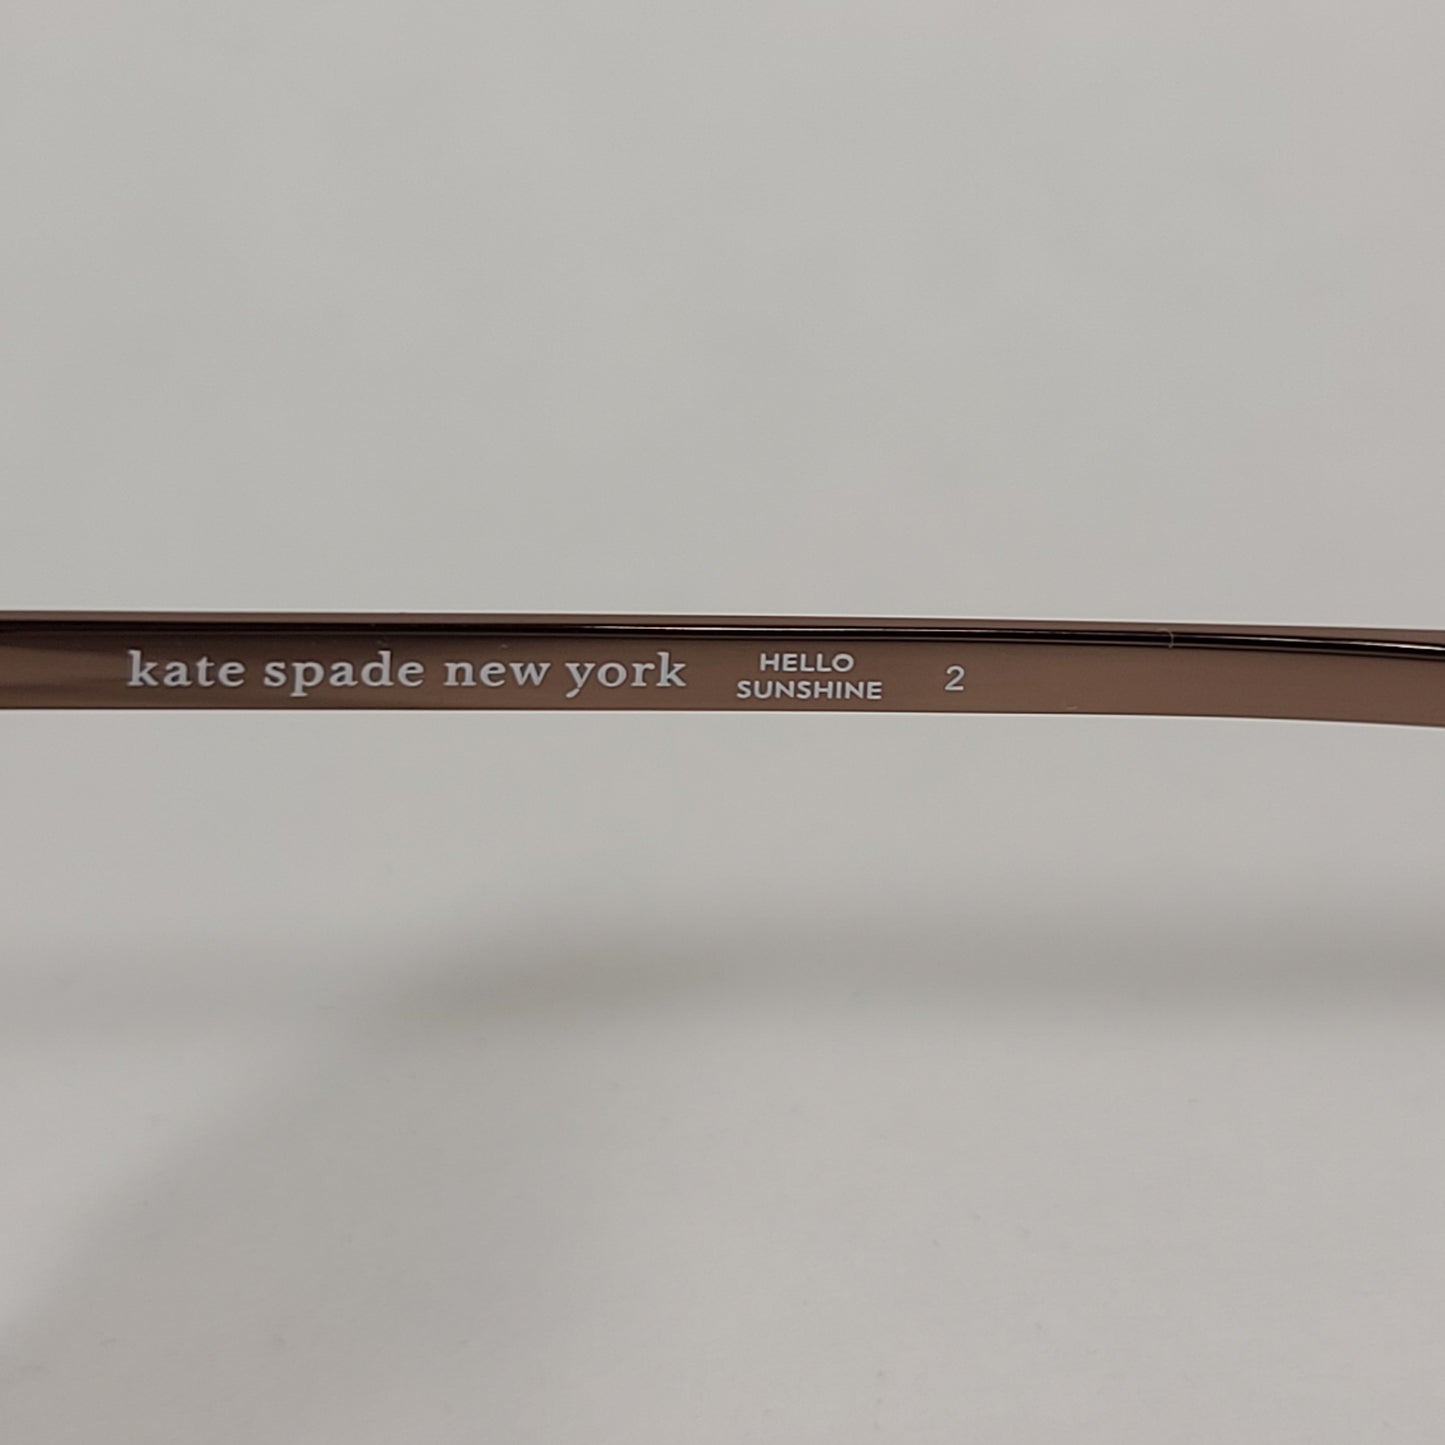 kate spade new york
HELLO
SUNSHINE
2